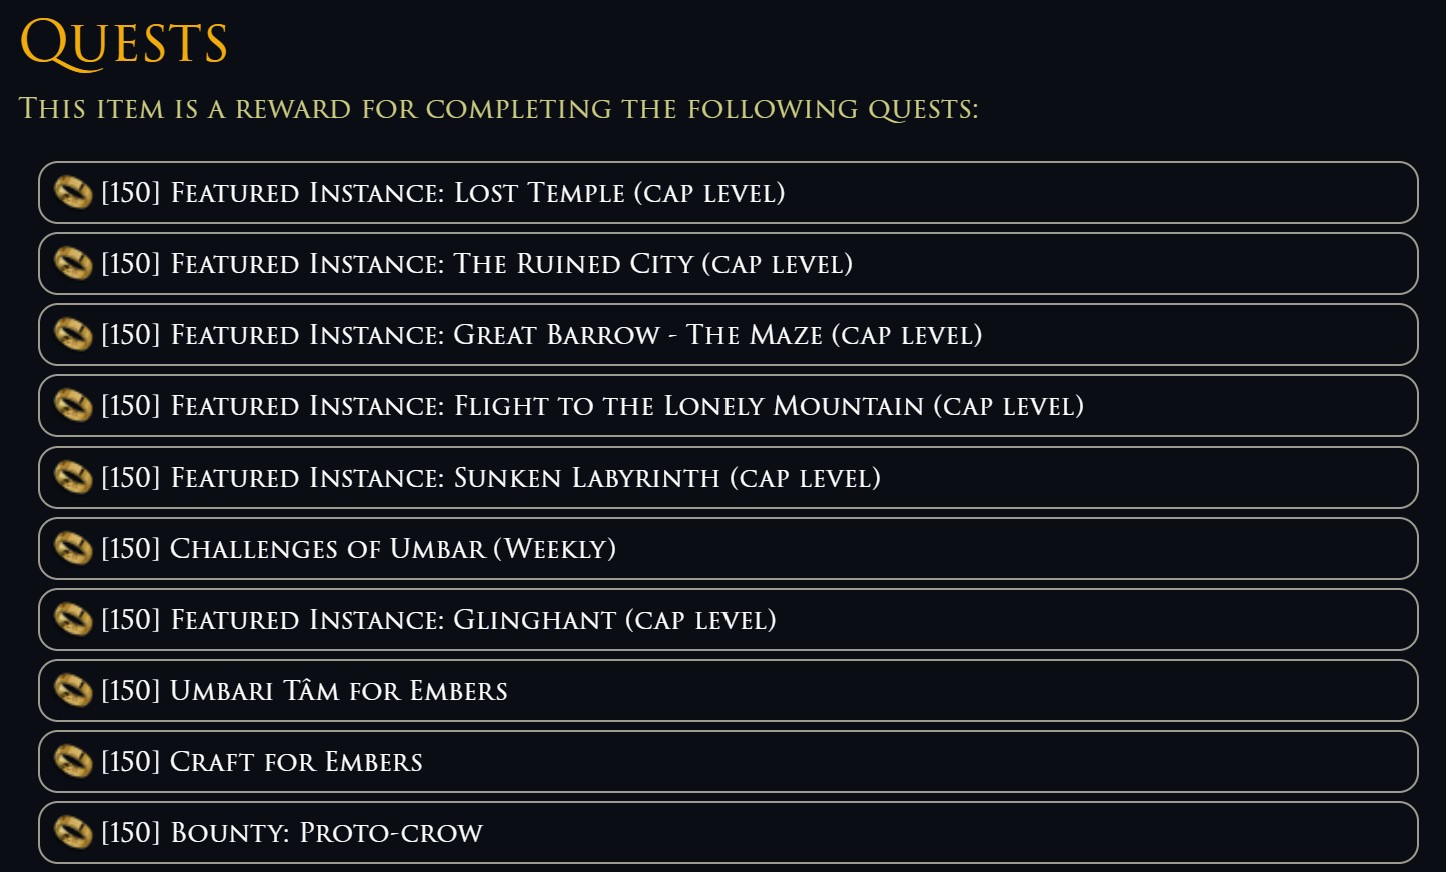 Quests
This item is a reward for completing the following quests:
[150] Featured Instance: Lost Temple (cap level)
[150] Featured Instance: The Ruined City (cap level)
[150] Featured Instance: Great Barrow - The Maze (cap level)
[150] Featured Instance: Flight to the Lonely Mountain (cap level)
[150] Featured Instance: Sunken Labyrinth (cap level)
[150] Challenges of Umbar (Weekly)
[150] Featured Instance: Glinghant (cap level)
[150] Umbari Tâm for Embers
[150] Craft for Embers
[150] Bounty: Proto-crow